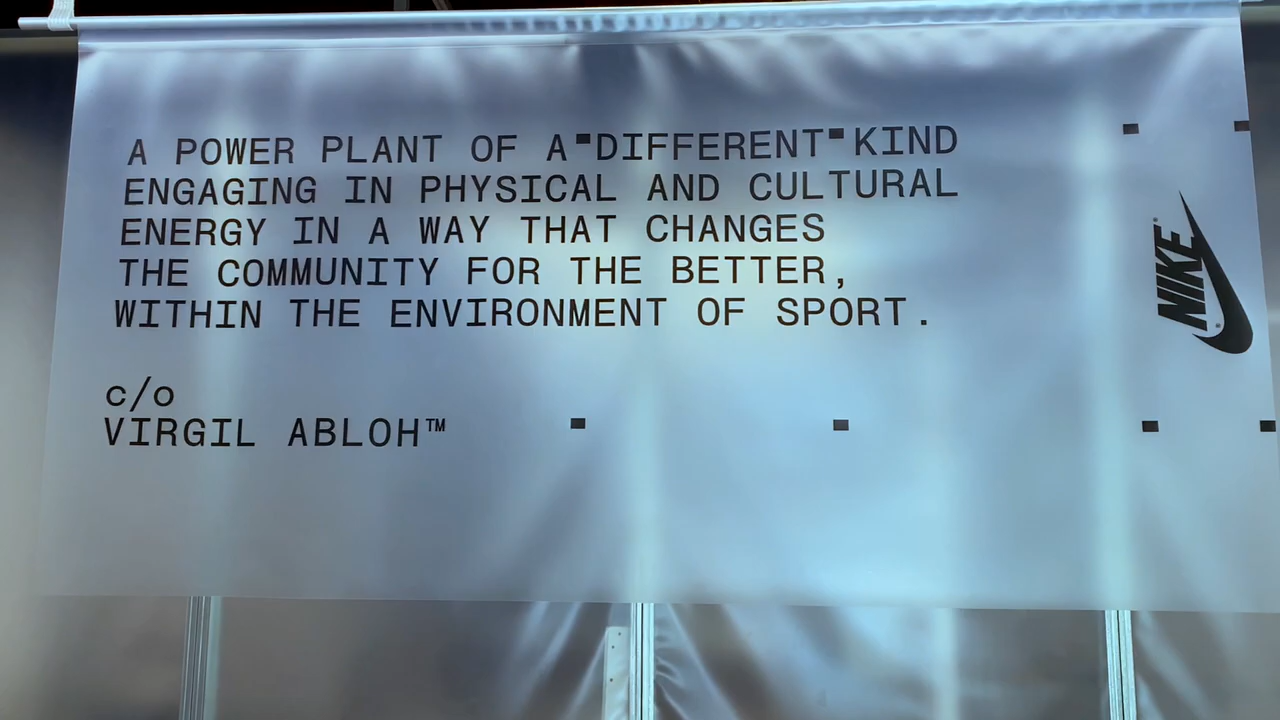 A POWER PLANT OF A "DIFFERENT" KIND
ENGAGING IN PHYSICAL AND CULTURAL
ENERGY IN A WAY THAT CHANGES
THE COMMUNITY FOR THE BETTER,
WITHIN THE ENVIRONMENT OF SPORT.
c/o
VIRGIL ABLOH™
NIKE